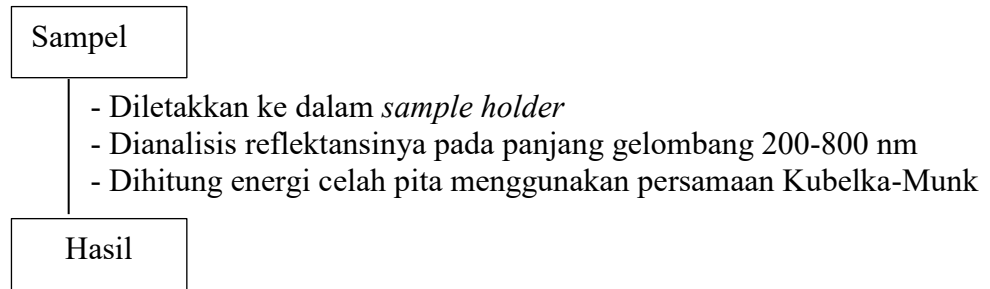 Sampel
- Diletakkan ke dalam sample holder
- Dianalisis reflektansinya pada panjang gelombang 200-800 nm
- Dihitung energi celah pita menggunakan persamaan Kubelka-Munk
Hasil